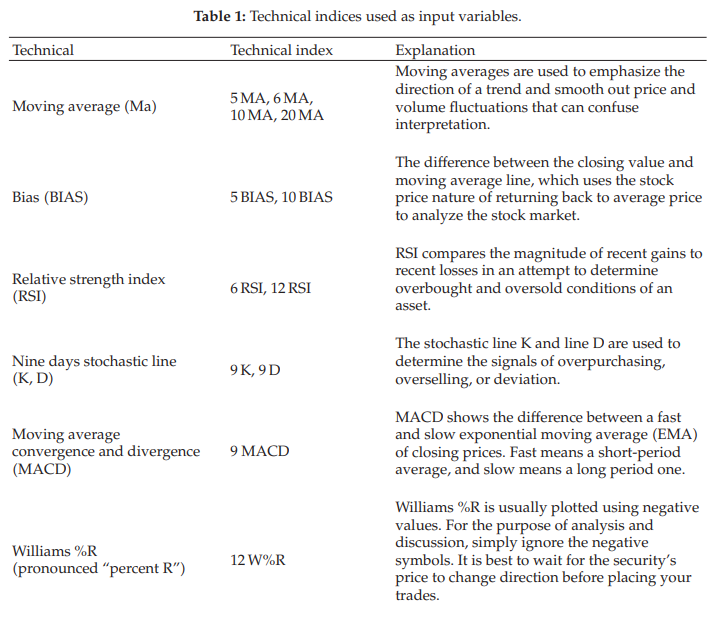 Table 1: Technical indices used as input variables.
Technical Technical index Explanation
Moving average (Ma)
5 MA, 6 MA,
10 MA, 20 MA
Moving averages are used to emphasize the
direction of a trend and smooth out price and
volume fluctuations that can confuse
interpretation.
Bias (BIAS)
5 BIAS, 10 BIAS
The difference between the closing value and
moving average line, which uses the stock
price nature of returning back to average price
to analyze the stock market.
Relative strength index
(RSI)
6 RSI, 12 RSI
RSI compares the magnitude of recent gains to
recent losses in an attempt to determine
overbought and oversold conditions of an
asset.
Nine days stochastic line
(K, D)
9 K, 9 D
The stochastic line K and line D are used to
determine the signals of overpurchasing,
overselling, or deviation.
Moving average
convergence and divergence
(MACD)
9 MACD
MACD shows the difference between a fast
and slow exponential moving average (EMA)
of closing prices. Fast means a short-period
average, and slow means a long period one.
Williams %R
(pronounced “percent R”)
12 W%R
Williams %R is usually plotted using negative
values. For the purpose of analysis and
discussion, simply ignore the negative
symbols. It is best to wait for the security’s
price to change direction before placing your
trades.